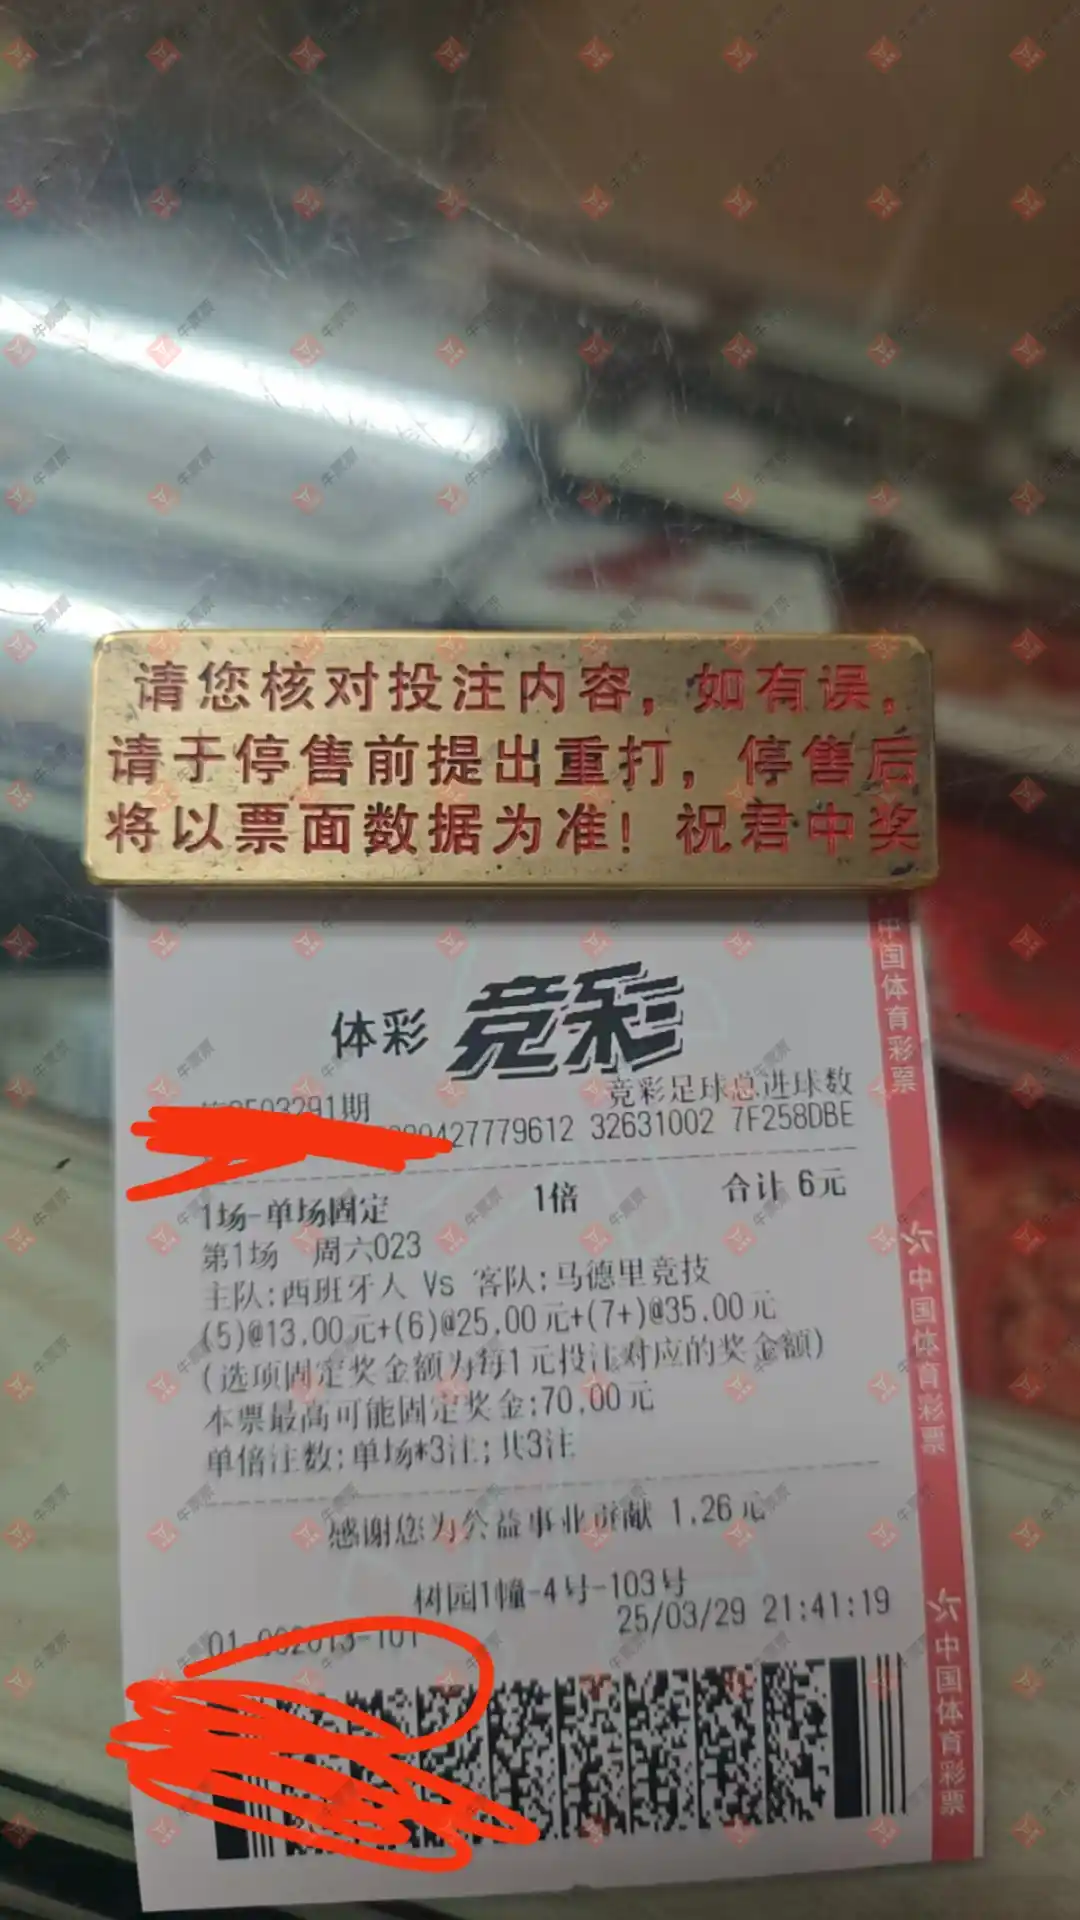 请您核对投注内容，如有误，
请于停售前提出重打，停售后
将以票面数据为准！祝君中奖
体彩 竞彩
3291期 竞彩足球总进球数
427779612 32631002 7F258DBE
1场-单场固定 1倍 合计 6元
第1场 周六023
主队:西班牙人 Vs 客队:马德里竞技
(5)@13.00元+(6)@25.00元+(7+)@35.00元
(选项固定奖金额为每1元投注对应的奖金额)
本票最高可能固定奖金:70.00元
单倍注数:单场*3注;共3注
感谢您为公益事业贡献 1.26元
树园1幢-4号-103号
25/03/29 21:41:19
中国体育彩票
中国体育彩票
中国体育彩票
牛票票